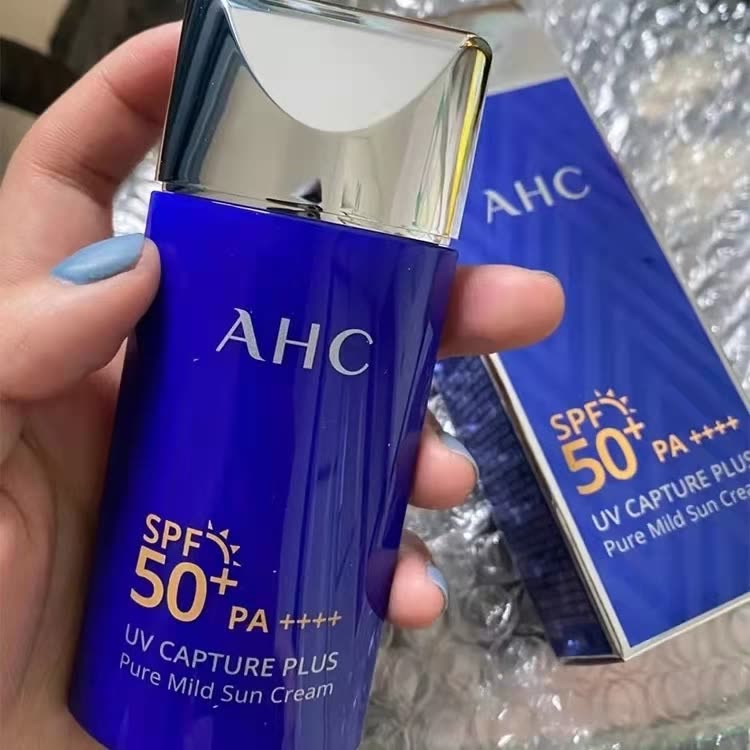 AHC
SPF
50+ PA ++++
UV CAPTURE PLUS
Pure Mild Sun Cream
AHC
SPF
50+ PA ++++
UV CAPTURE PLUS
Pure Mild Sun